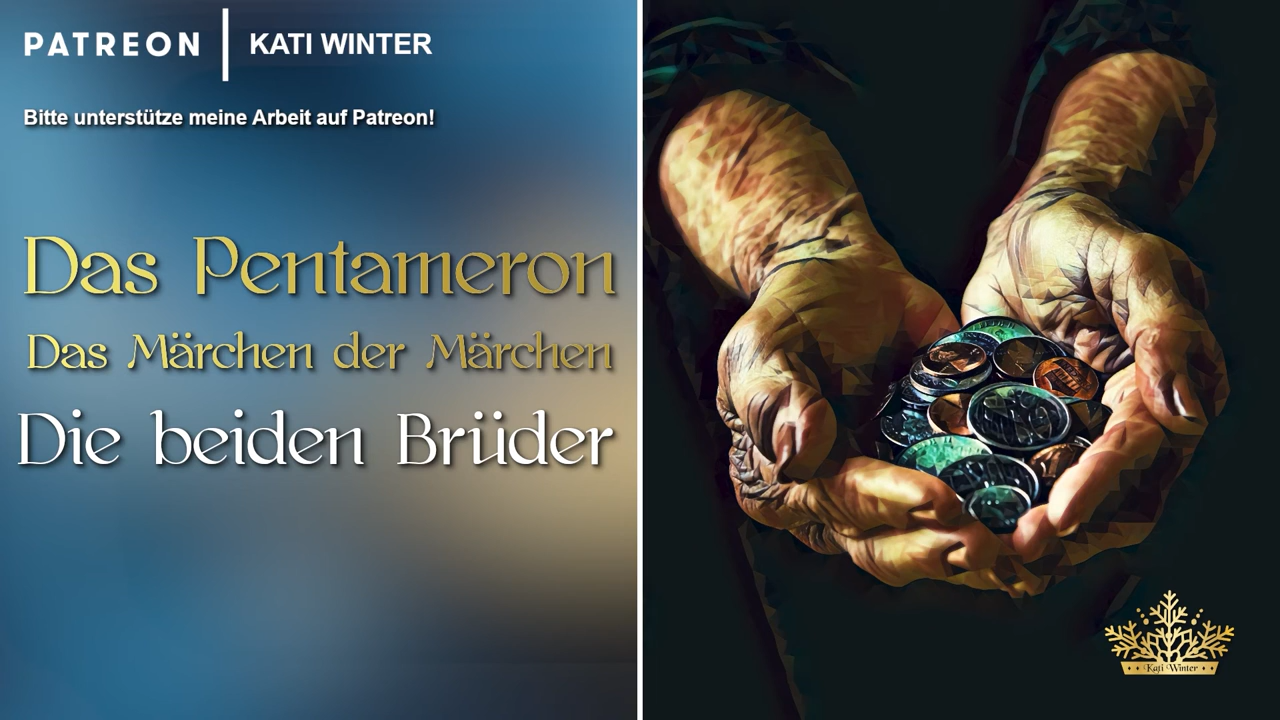 PATREON | KATI WINTER
Bitte unterstütze meine Arbeit auf Patreon!
Das Pentameron
Das Märchen der Märchen
Die beiden Brüder
Kati Winter